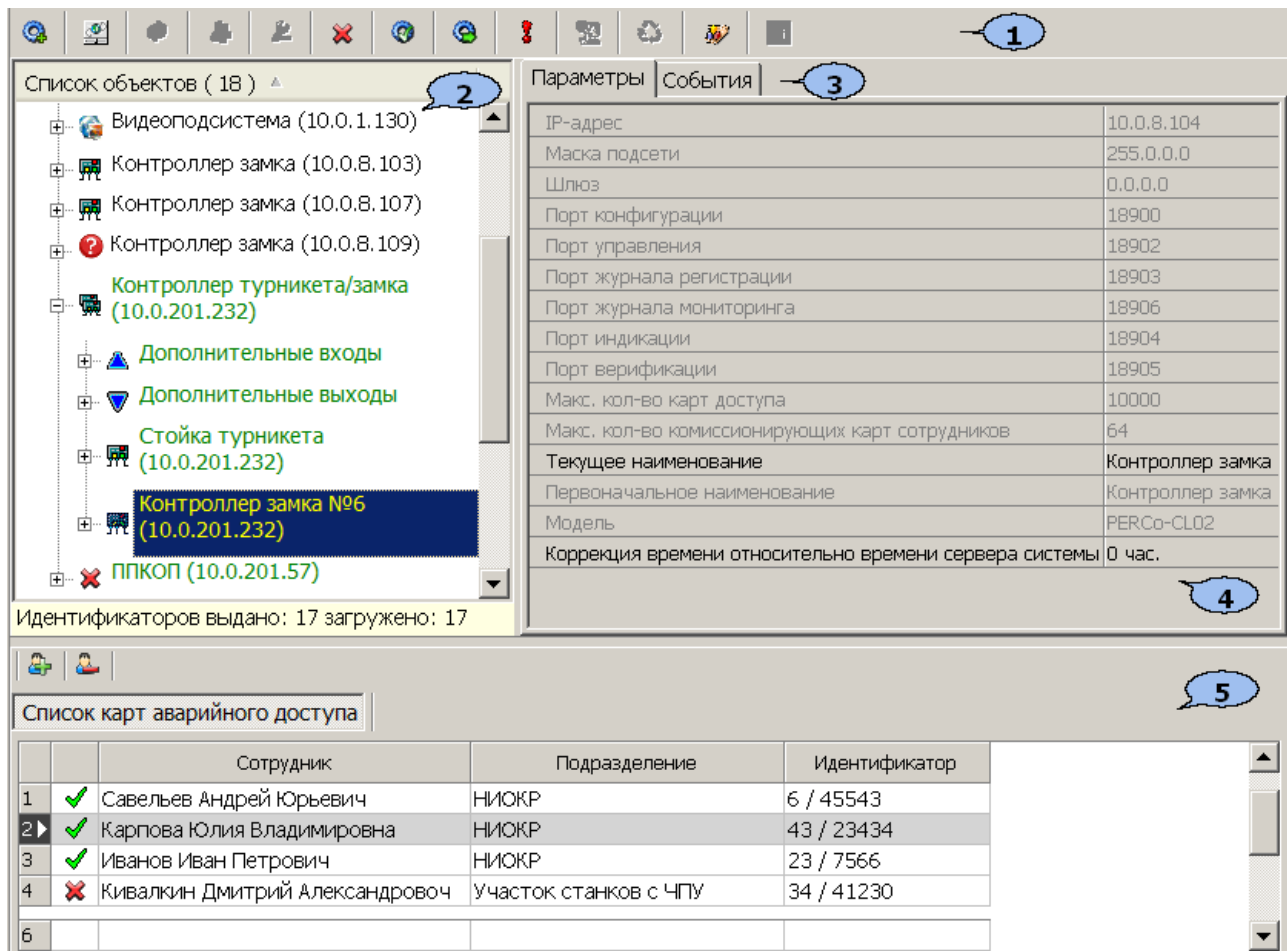 1
Список объектов ( 18 )
2
Видеоподсистема (10.0.1.130)
Контроллер замка (10.0.8.103)
Контроллер замка (10.0.8.107)
Контроллер замка (10.0.8.109)
Контроллер турникета/замка
(10.0.201.232)
Дополнительные входы
Дополнительные выходы
Стойка турникета
(10.0.201.232)
Контроллер замка №6
(10.0.201.232)
ППКОП (10.0.201.57)
Идентификаторов выдано: 17 загружено: 17
Параметры События
3
IP-адрес 10.0.8.104
Маска подсети 255.0.0.0
Шлюз 0.0.0.0
Порт конфигурации 18900
Порт управления 18902
Порт журнала регистрации 18903
Порт журнала мониторинга 18906
Порт индикации 18904
Порт верификации 18905
Макс. кол-во карт доступа 10000
Макс. кол-во комиссионирующих карт сотрудников 64
Текущее наименование Контроллер замка
Первоначальное наименование Контроллер замка
Модель PERCo-CL02
Коррекция времени относительно времени сервера системы 0 час.
4
5
Список карт аварийного доступа
Сотрудник Подразделение Идентификатор
1 Савельев Андрей Юрьевич НИОКР 6 / 45543
2 Карпова Юлия Владимировна НИОКР 43 / 23434
3 Иванов Иван Петрович НИОКР 23 / 7566
4 Кивалкин Дмитрий Александровоч Участок станков с ЧПУ 34 / 41230
6